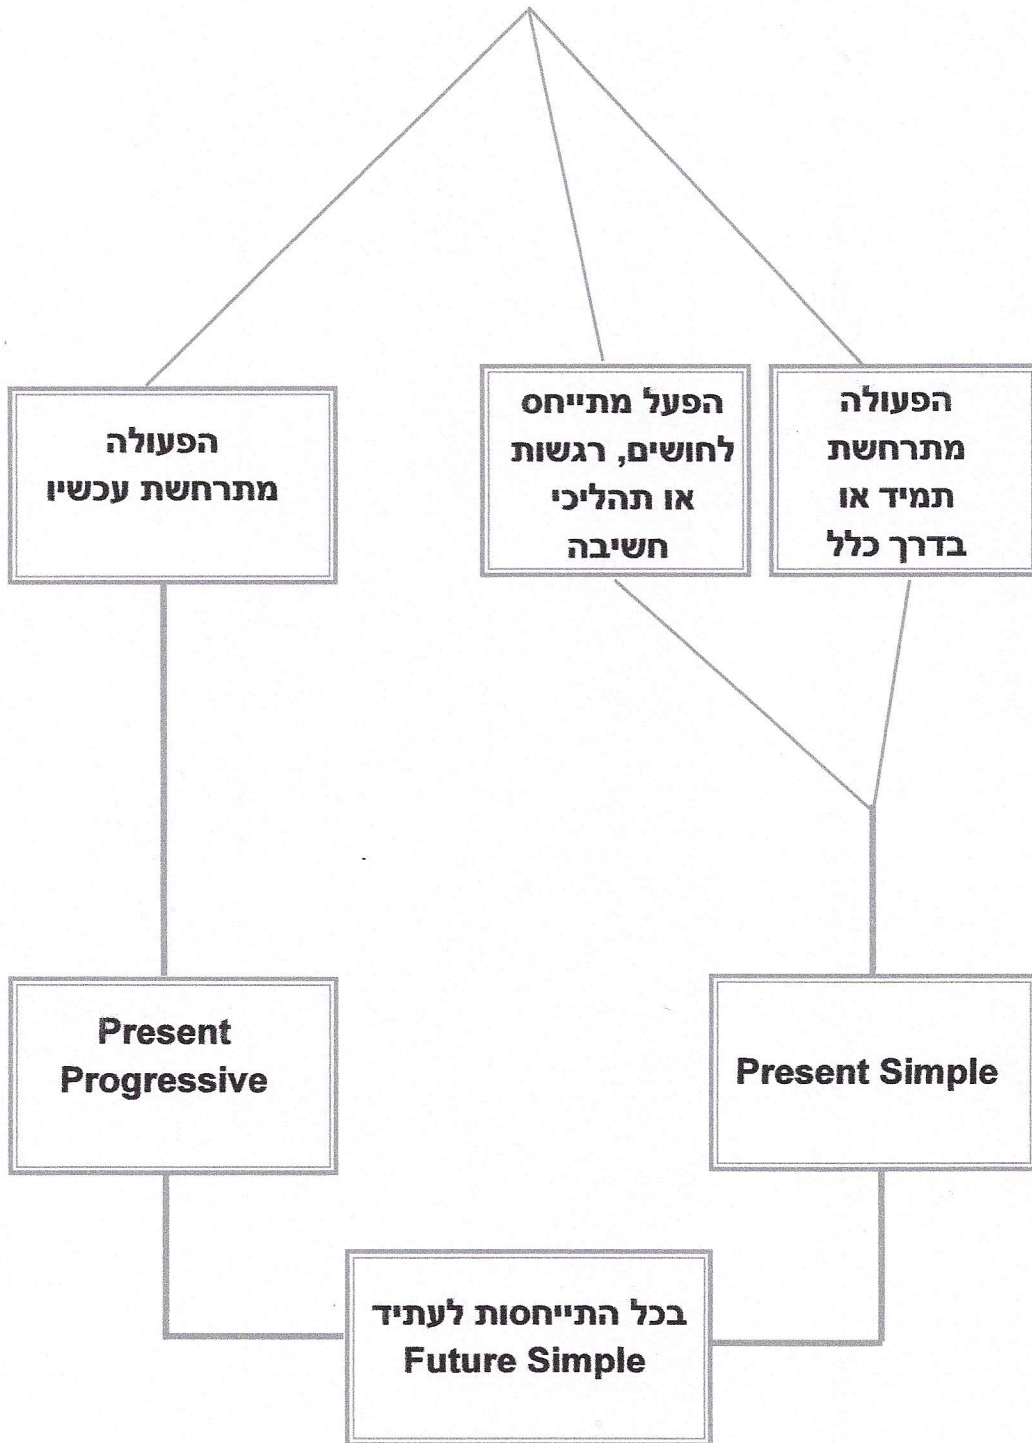 הפעולה
מתרחשת
תמיד או
בדרך כלל
הפעל מתייחס
לחושים, רגשות
או תהליכי
חשיבה
הפעולה
מתרחשת עכשיו
Present Simple
Present
Progressive
בכל התייחסות לעתיד
Future Simple